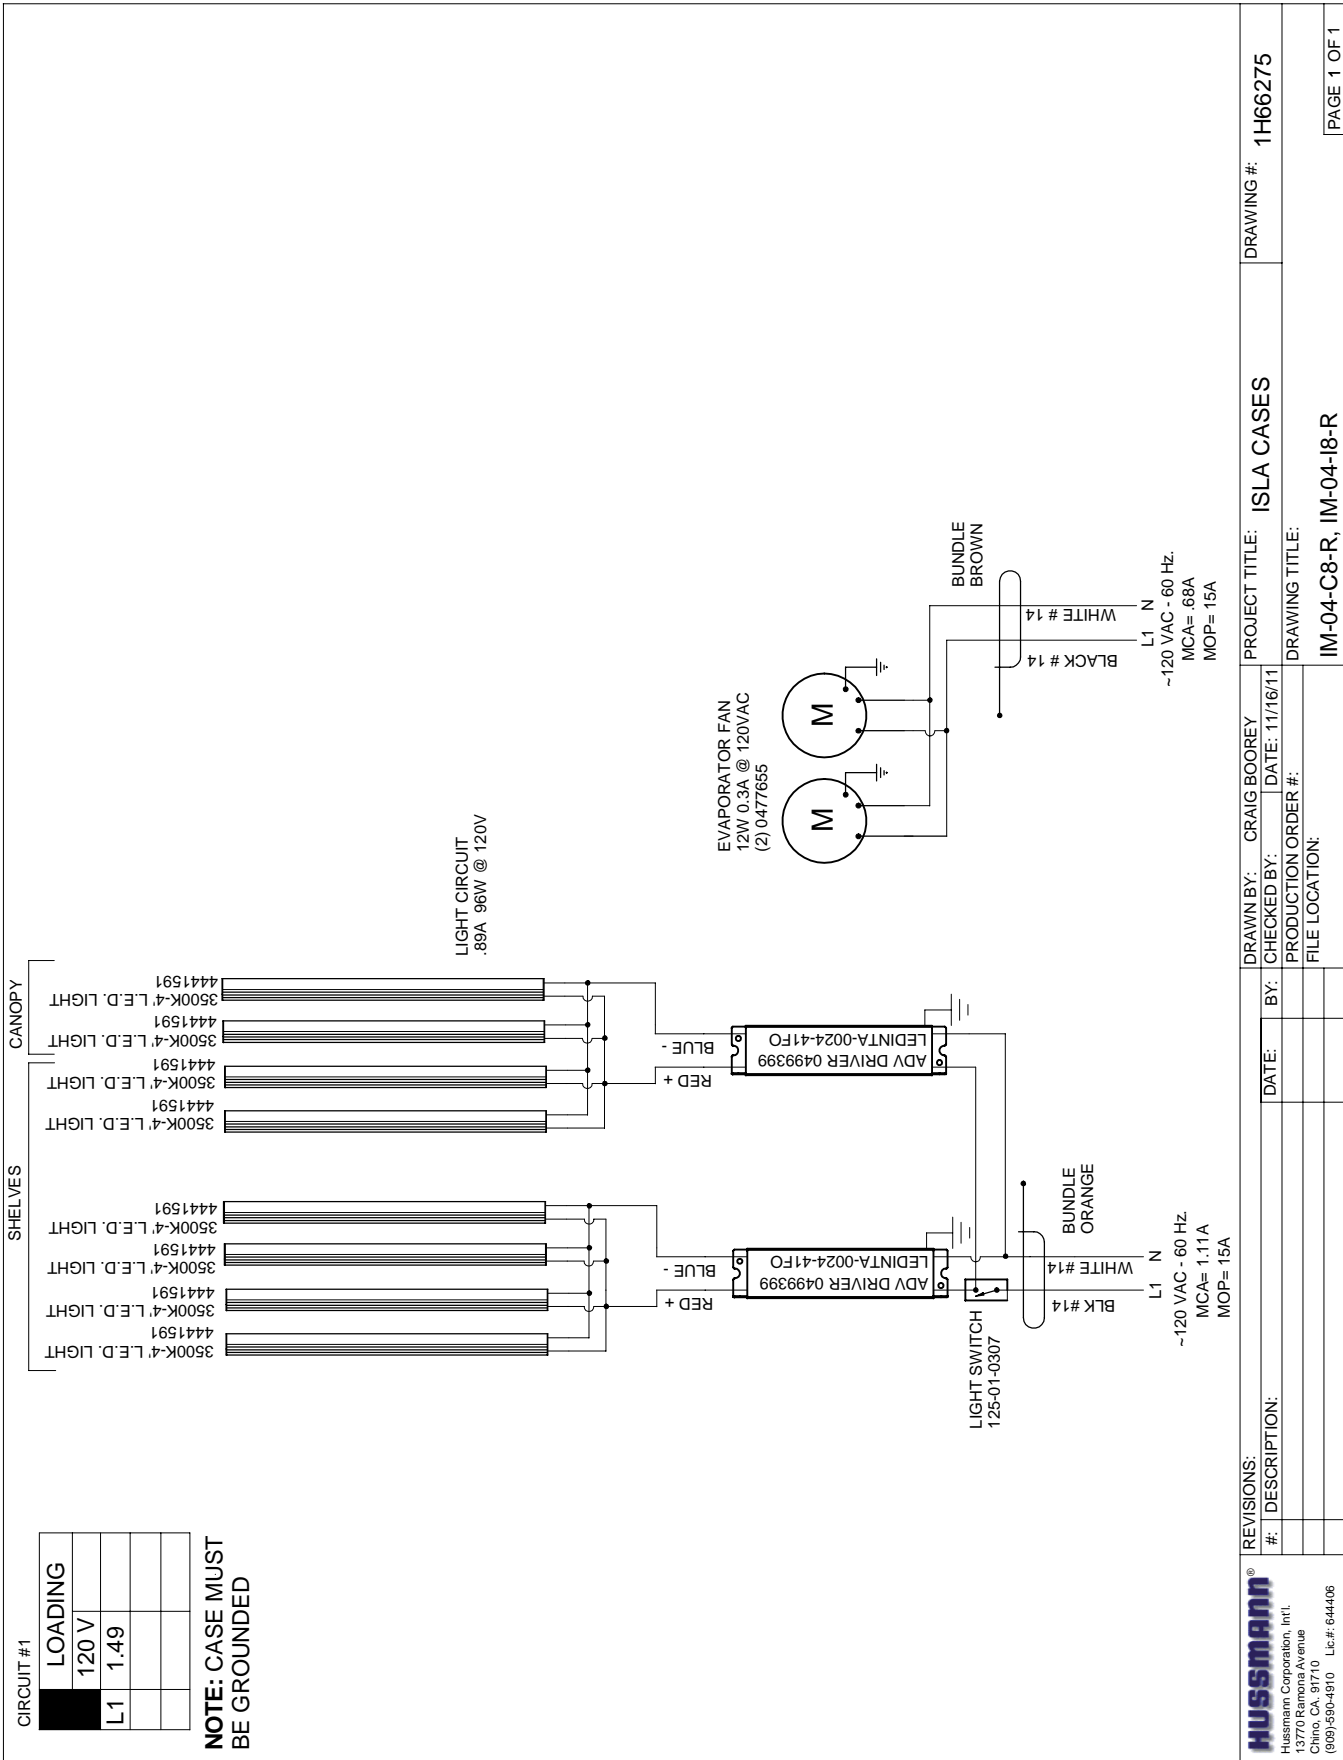 CIRCUIT #1
LOADING
120 V
L1 1.49
NOTE: CASE MUST
BE GROUNDED
SHELVES
CANOPY
3500K-4' L.E.D. LIGHT
4441591
3500K-4' L.E.D. LIGHT
4441591
3500K-4' L.E.D. LIGHT
4441591
3500K-4' L.E.D. LIGHT
4441591
3500K-4' L.E.D. LIGHT
4441591
3500K-4' L.E.D. LIGHT
4441591
3500K-4' L.E.D. LIGHT
4441591
3500K-4' L.E.D. LIGHT
4441591
LIGHT CIRCUIT
.89A 96W @ 120V
RED +
BLUE -
RED +
BLUE -
ADV DRIVER 0499399
LEDINTA-0024-41FO
ADV DRIVER 0499399
LEDINTA-0024-41FO
LIGHT SWITCH
125-01-0307
BLK #14
WHITE #14
BUNDLE
ORANGE
L1 N
~120 VAC - 60 Hz.
MCA= 1.11A
MOP= 15A
EVAPORATOR FAN
12W 0.3A @ 120VAC
(2) 0477655
M
M
BUNDLE
BROWN
BLACK # 14
WHITE # 14
L1 N
~120 VAC - 60 Hz.
MCA= .68A
MOP= 15A
HUSSMANN®
Hussmann Corporation, Int'l.
13770 Ramona Avenue
Chino, CA. 91710
(909)-590-4910 Lic.#: 644406
REVISIONS:
#: DESCRIPTION: DATE: BY:
DRAWN BY: CRAIG BOOREY
CHECKED BY: DATE: 11/16/11
PRODUCTION ORDER #:
FILE LOCATION:
PROJECT TITLE: ISLA CASES
DRAWING TITLE:
IM-04-C8-R, IM-04-I8-R
DRAWING #: 1H66275
PAGE 1 OF 1